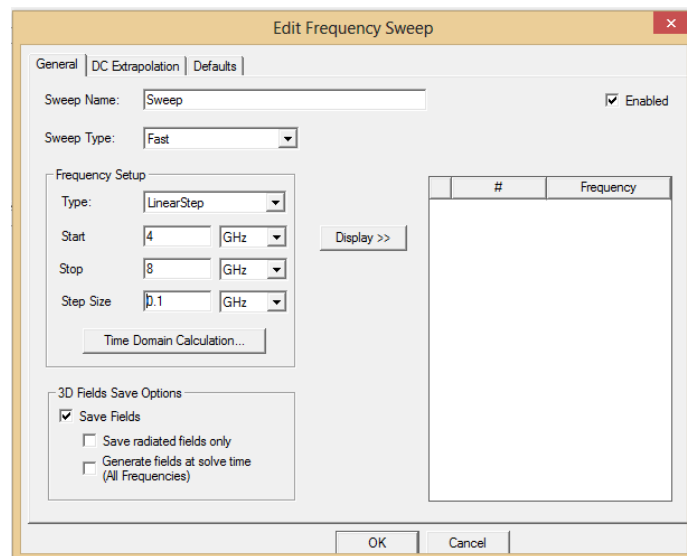 Edit Frequency Sweep
x
General DC Extrapolation Defaults
Sweep Name: Sweep Enabled
Sweep Type: Fast
Frequency Setup
Type: LinearStep
Start 4 GHz
Stop 8 GHz
Step Size 0.1 GHz
Time Domain Calculation...
Display >>
# Frequency
3D Fields Save Options
Save Fields
Save radiated fields only
Generate fields at solve time
(All Frequencies)
OK Cancel